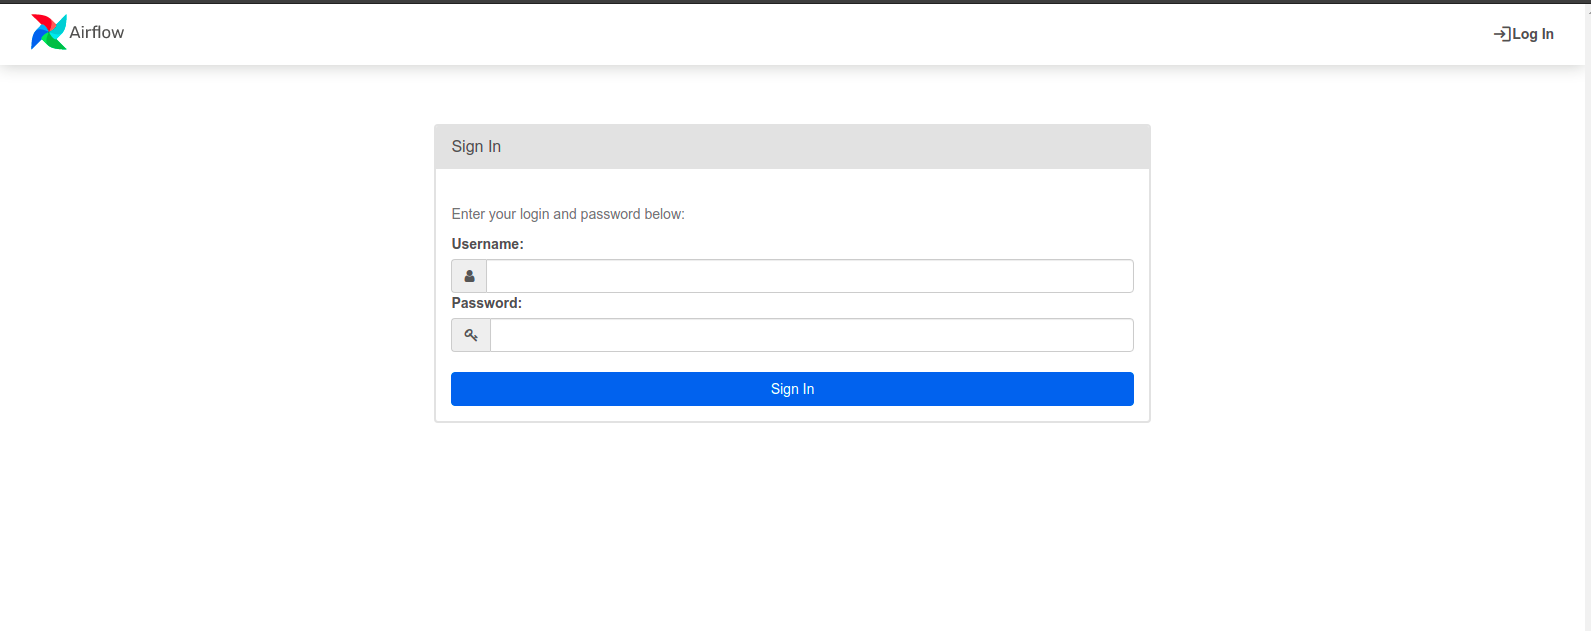 Airflow
Log In
Sign In
Enter your login and password below:
Username:
Password:
Sign In